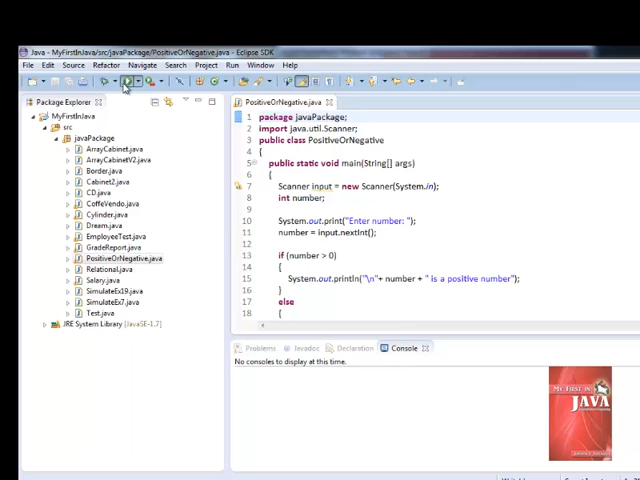 Java - MyFirstInJava/src/javaPackage/PositiveOrNegative.java - Eclipse SDK
File Edit Source Refactor Navigate Search Project Run Window Help
Package Explorer
MyFirstInJava
src
javaPackage
ArrayCabinet.java
ArrayCabinetV2.java
Border.java
Cabinet2.java
CD.java
CoffeVendo.java
Cylinder.java
Dream.java
EmployeeTest.java
GradeReport.java
PositiveOrNegative.java
Relational.java
Salary.java
SimulateEx19.java
SimulateEx7.java
Test.java
JRE System Library [JavaSE-1.7]
PositiveOrNegative.java
1 package javaPackage;
2 import java.util.Scanner;
3 public class PositiveOrNegative
4 {
5 public static void main(String[] args)
6 {
7 Scanner input = new Scanner(System.in);
8 int number;
9
10 System.out.print("Enter number: ");
11 number = input.nextInt();
12
13 if (number > 0)
14 {
15 System.out.println("\n"+ number + " is a positive number");
16 }
17 else
18 {
Problems Javadoc Declaration Console
No consoles to display at this time.
MY FIRST IN
JAVA